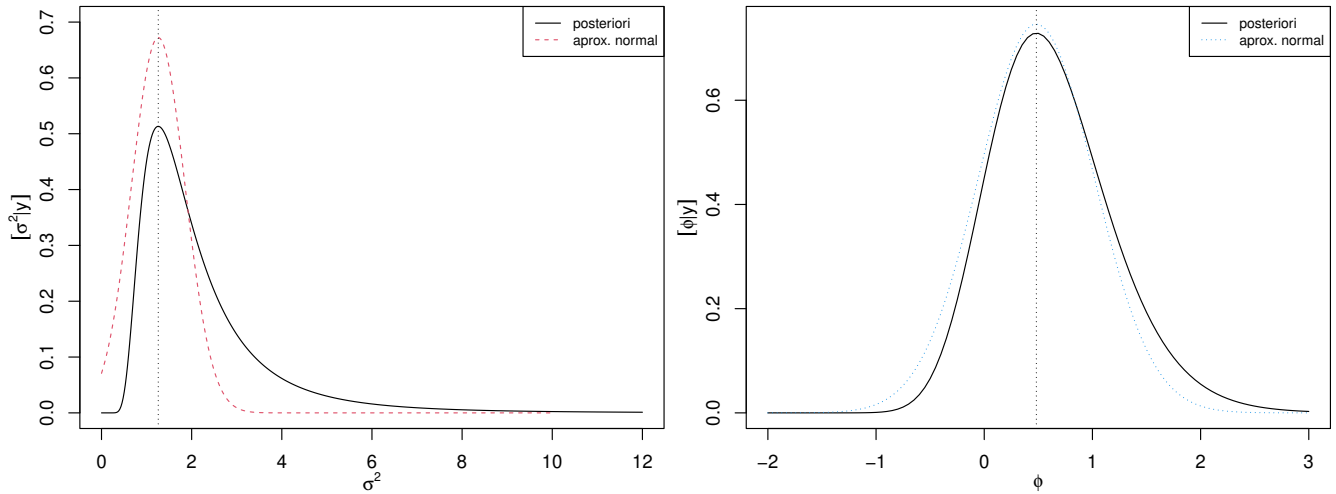 posteriori
aprox. normal
0.0 0.1 0.2 0.3 0.4 0.5 0.6 0.7
[σ²|y]
0 2 4 6 8 10 12
σ²
posteriori
aprox. normal
0.0 0.2 0.4 0.6
[ϕ|y]
−2 −1 0 1 2 3
ϕ